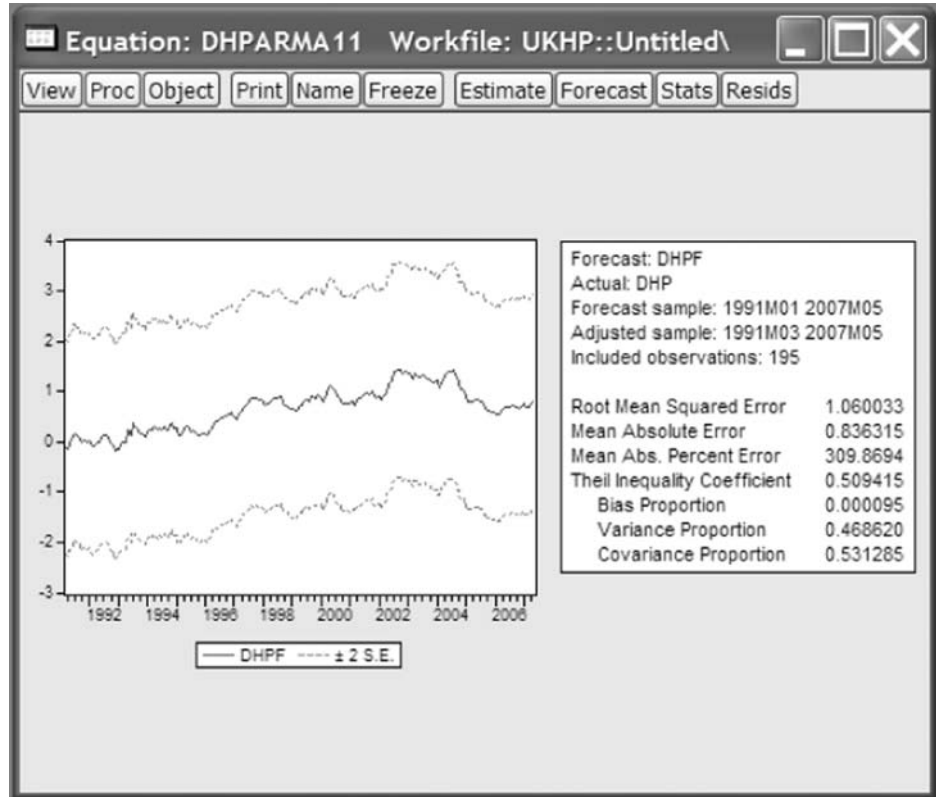 Equation: DHPARMA11 Workfile: UKHP::Untitled\
View Proc Object Print Name Freeze Estimate Forecast Stats Resids
4
3
2
1
0
-1
-2
-3
1992 1994 1996 1998 2000 2002 2004 2006
DHPF ± 2 S.E.
Forecast: DHPF
Actual: DHP
Forecast sample: 1991M01 2007M05
Adjusted sample: 1991M03 2007M05
Included observations: 195
Root Mean Squared Error 1.060033
Mean Absolute Error 0.836315
Mean Abs. Percent Error 309.8694
Theil Inequality Coefficient 0.509415
Bias Proportion 0.000095
Variance Proportion 0.468620
Covariance Proportion 0.531285